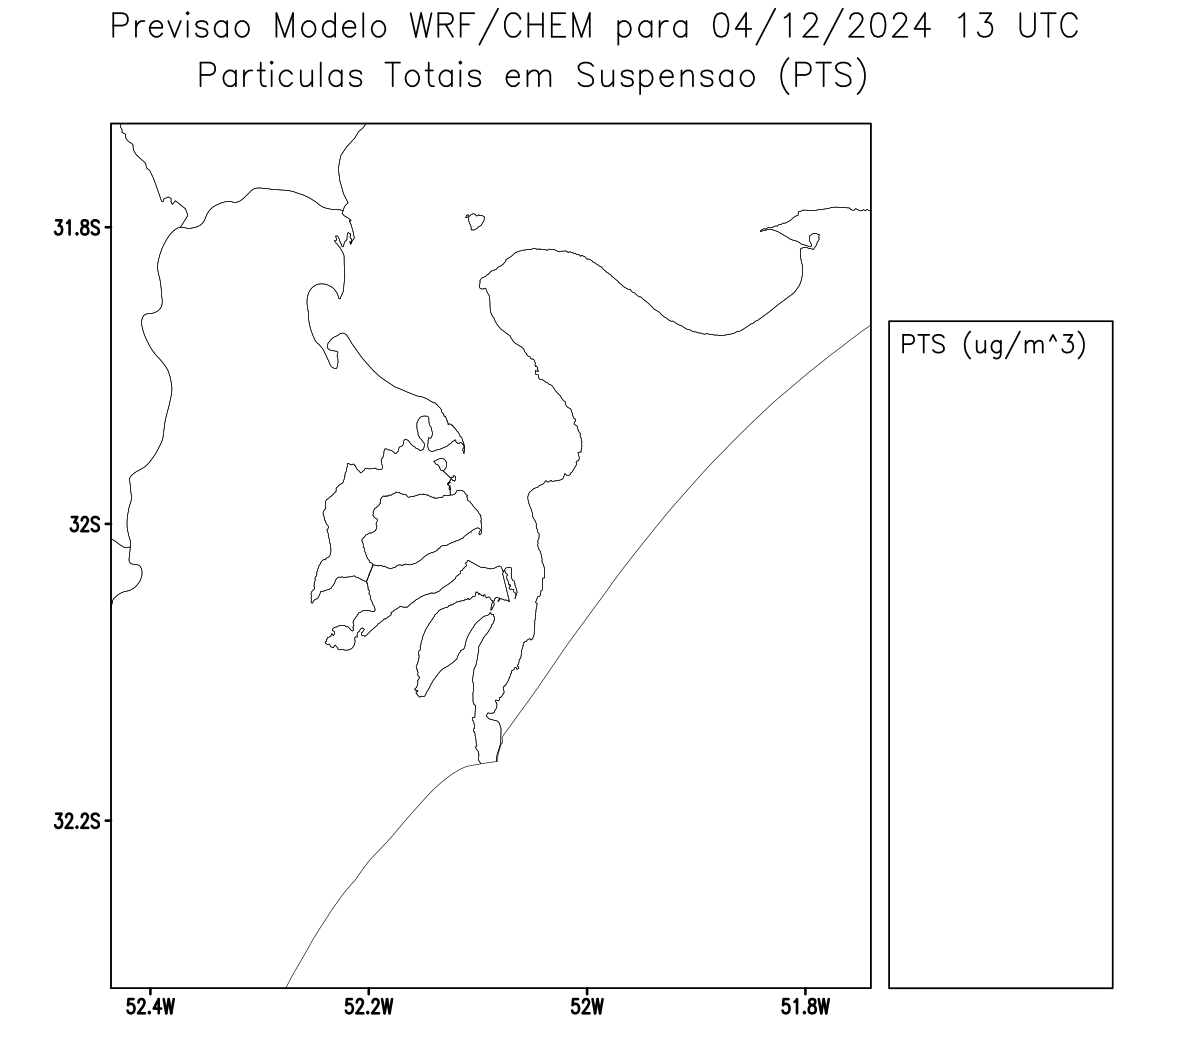 Previsao Modelo WRF/CHEM para 04/12/2024 13 UTC
Particulas Totais em Suspensao (PTS)
31.8S
PTS (ug/m^3)
32S
32.2S
52.4W 52.2W 52W 51.8W